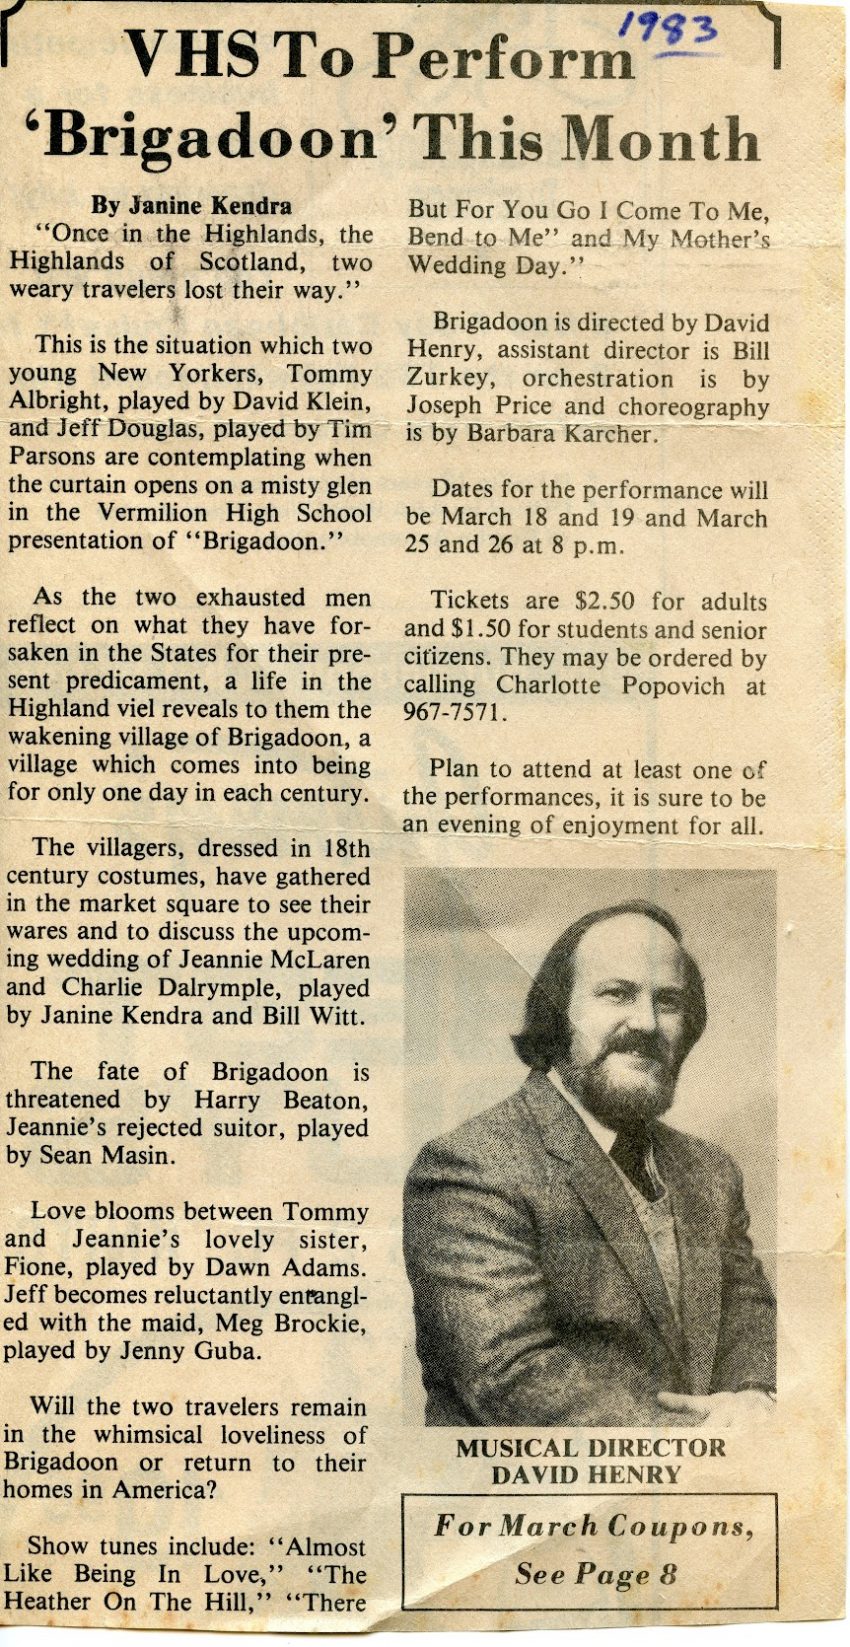 1983
VHS To Perform
‘Brigadoon’ This Month
By Janine Kendra
“Once in the Highlands, the
Highlands of Scotland, two
weary travelers lost their way.”
This is the situation which two
young New Yorkers, Tommy
Albright, played by David Klein,
and Jeff Douglas, played by Tim
Parsons are contemplating when
the curtain opens on a misty glen
in the Vermilion High School
presentation of “Brigadoon.”
As the two exhausted men
reflect on what they have for-
saken in the States for their pre-
sent predicament, a life in the
Highland viel reveals to them the
wakening village of Brigadoon, a
village which comes into being
for only one day in each century.
The villagers, dressed in 18th
century costumes, have gathered
in the market square to see their
wares and to discuss the upcom-
ing wedding of Jeannie McLaren
and Charlie Dalrymple, played
by Janine Kendra and Bill Witt.
The fate of Brigadoon is
threatened by Harry Beaton,
Jeannie’s rejected suitor, played
by Sean Masin.
Love blooms between Tommy
and Jeannie’s lovely sister,
Fione, played by Dawn Adams.
Jeff becomes reluctantly entangl-
ed with the maid, Meg Brockie,
played by Jenny Guba.
Will the two travelers remain
in the whimsical loveliness of
Brigadoon or return to their
homes in America?
Show tunes include: “Almost
Like Being In Love,” “The
Heather On The Hill,” “There
But For You Go I Come To Me,
Bend to Me” and My Mother’s
Wedding Day.”
Brigadoon is directed by David
Henry, assistant director is Bill
Zurkey, orchestration is by
Joseph Price and choreography
is by Barbara Karcher.
Dates for the performance will
be March 18 and 19 and March
25 and 26 at 8 p.m.
Tickets are $2.50 for adults
and $1.50 for students and senior
citizens. They may be ordered by
calling Charlotte Popovich at
967-7571.
Plan to attend at least one of
the performances, it is sure to be
an evening of enjoyment for all.
MUSICAL DIRECTOR
DAVID HENRY
For March Coupons,
See Page 8